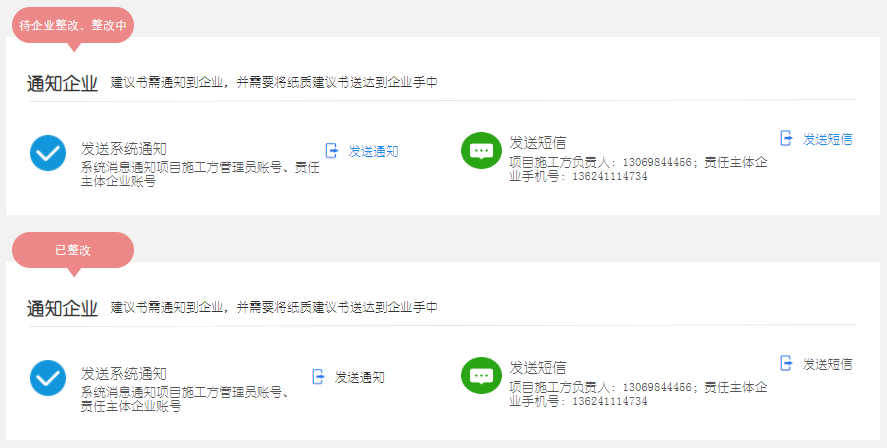 待企业整改、整改中
通知企业 建议书需通知到企业，并需要将纸质建议书送达到企业手中
发送系统通知
系统消息通知项目施工方管理员账号、责任
主体企业账号
发送通知
发送短信
项目施工方负责人：13069844456；责任主体企
业手机号：136241114734
发送短信
已整改
通知企业 建议书需通知到企业，并需要将纸质建议书送达到企业手中
发送系统通知
系统消息通知项目施工方管理员账号、
责任主体企业账号
发送通知
发送短信
项目施工方负责人：13069844456；责任主体企
业手机号：136241114734
发送短信